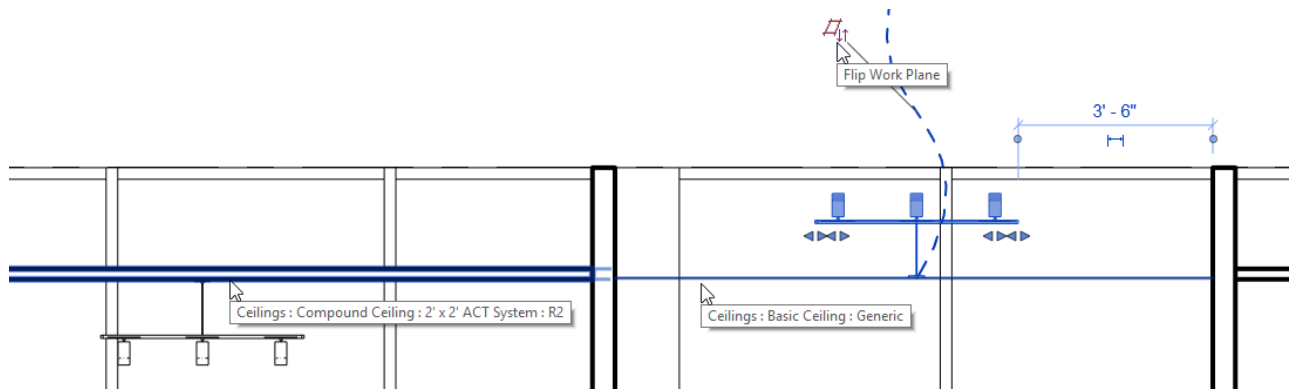 Flip Work Plane
3' - 6"
Ceilings : Compound Ceiling : 2' x 2' ACT System : R2
Ceilings : Basic Ceiling : Generic